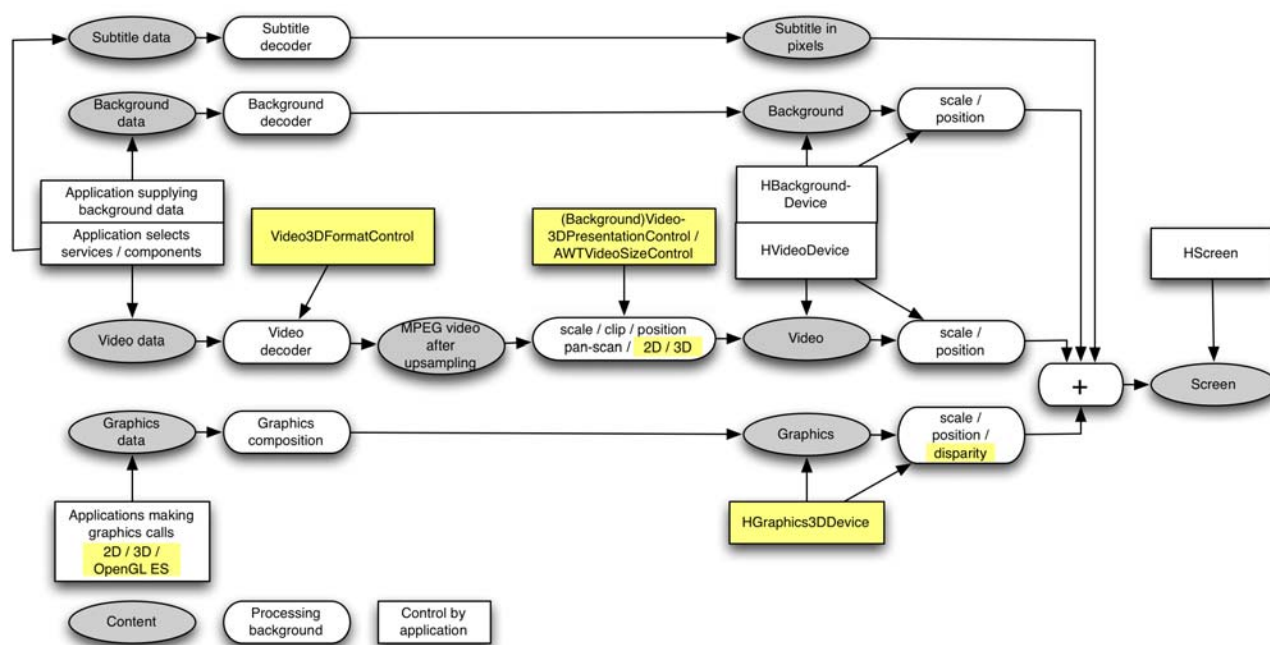 Subtitle data
Subtitle
decoder
Subtitle in
pixels
Background
data
Background
decoder
Background
scale /
position
Application supplying
background data
Application selects
services / components
Video3DFormatControl
(Background)Video-
3DPresentationControl /
AWTVideoSizeControl
HBackground-
Device
HVideoDevice
HScreen
Video data
Video
decoder
MPEG video
after
upsampling
scale / clip / position
pan-scan / 2D / 3D
Video
scale /
position
+
Screen
Graphics
data
Graphics
composition
Graphics
scale /
position /
disparity
Applications making
graphics calls
2D / 3D /
OpenGL ES
HGraphics3DDevice
Content
Processing
background
Control by
application